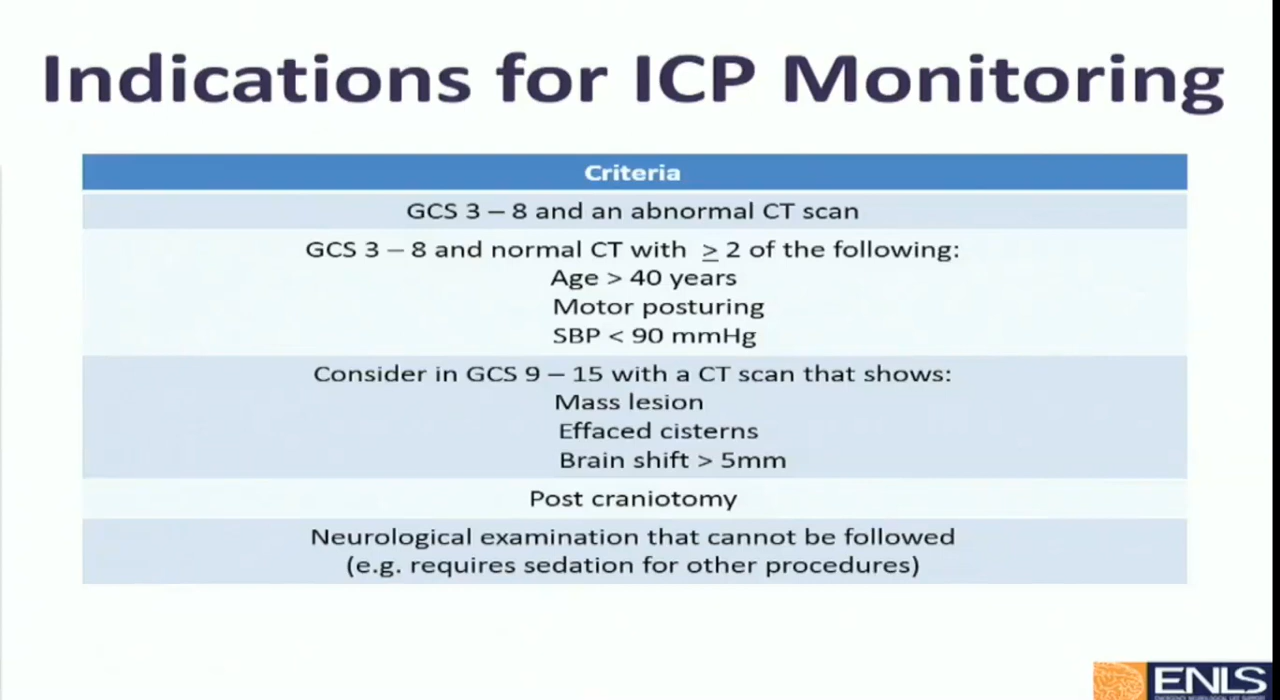 Indications for ICP Monitoring
Criteria
GCS 3 – 8 and an abnormal CT scan
GCS 3 – 8 and normal CT with ≥ 2 of the following:
Age > 40 years
Motor posturing
SBP < 90 mmHg
Consider in GCS 9 – 15 with a CT scan that shows:
Mass lesion
Effaced cisterns
Brain shift > 5mm
Post craniotomy
Neurological examination that cannot be followed
(e.g. requires sedation for other procedures)
ENLS